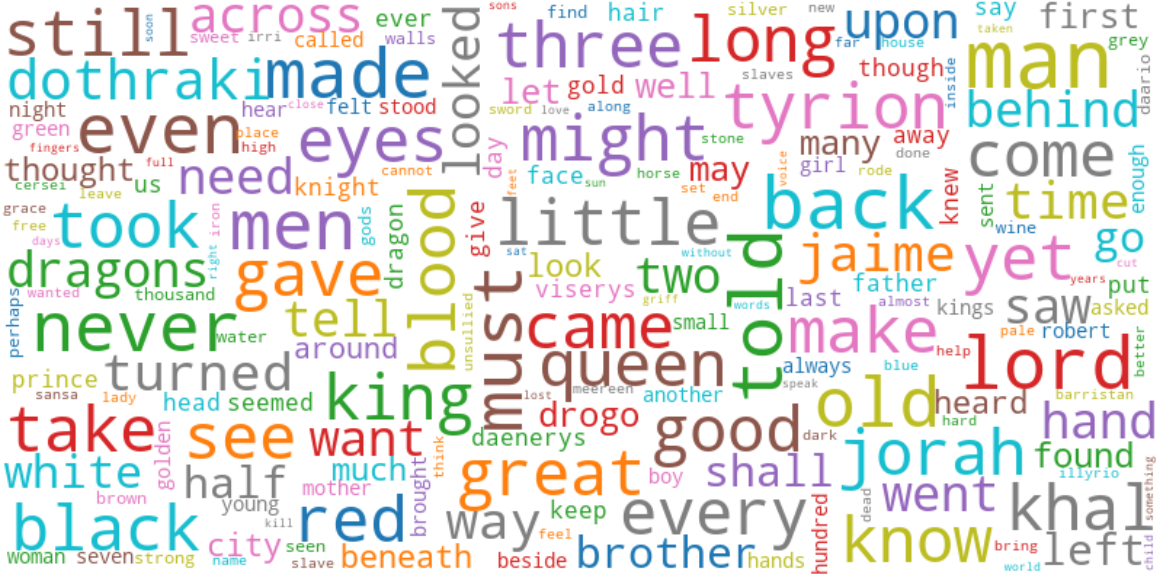 still
soon
across
sweet
irri
called
ever
walls
looked
sons
find
hair
silver
new
upon
say
first
three
long
far
house
taken
man
grey
dothraki
made
let
gold
well
slaves
though
inside
behind
daario
night
hear
close
felt
stood
sword
love
along
tyrion
green
even
place
eyes
might
stone
many
away
fingers
high
day
done
come
thought
full
need
knight
cannot
face
sun
horse
may
voice
girl
rode
enough
cersei
us
leave
feet
set
end
back
knew
sent
time
grace
took
iron
men
gods
dragon
blood
give
little
told
wine
go
free
days
right
sat
without
jaime
yet
cut
dragons
gave
look
two
father
years
put
wanted
thousand
viserys
griff
words
last
almost
kings
saw
asked
perhaps
never
water
tell
unsullied
must
came
small
make
pale
robert
around
queen
help
lord
better
prince
turned
always
blue
sansa
lady
head
seemed
king
lost
meereen
another
speak
old
heard
barristan
take
golden
see
want
drogo
daenerys
good
dark
hard
hand
white
half
much
think
great
boy
shall
jorah
found
illyrio
something
brown
young
mother
brought
went
khal
black
kill
red
way
keep
every
hundred
dead
know
city
seen
feel
bring
left
woman
seven
strong
name
slave
beneath
beside
brother
hands
world
child